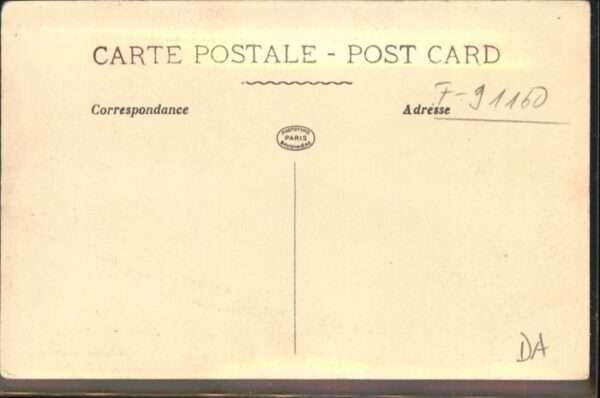 CARTE POSTALE - POST CARD
Correspondance
Adresse
F-91160
PARIS
DA